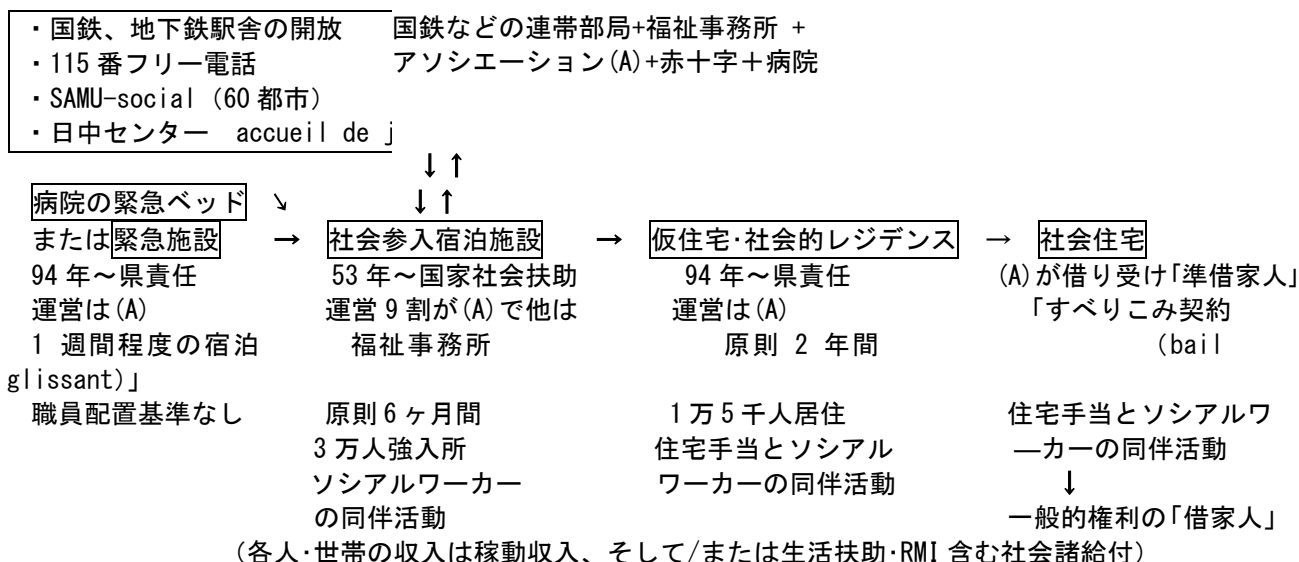 ・国鉄、地下鉄駅舎の開放　国鉄などの連帯部局+福祉事務所 +
・115 番フリー電話　アソシエーション(A)+赤十字＋病院
・SAMU-social（60 都市）
・日中センター　accueil de j
↓↑
病院の緊急ベッド ↘ ↓↑
または緊急施設 → 社会参入宿泊施設 → 仮住宅･社会的レジデンス → 社会住宅
94 年～県責任　53 年～国家社会扶助　94 年～県責任　(A)が借り受け｢準借家人｣
運営は(A)　運営 9 割が(A)で他は　運営は(A)　｢すべりこみ契約
1 週間程度の宿泊　福祉事務所　原則 2 年間　（bail
glissant)｣
職員配置基準なし　原則 6 ヶ月間　1 万 5 千人居住　住宅手当とソシアルワ
3 万人強入所　住宅手当とソシアル　―カーの同伴活動
ソシアルワーカー　ワーカーの同伴活動　↓
の同伴活動　一般的権利の｢借家人｣
（各人･世帯の収入は稼動収入、そして/または生活扶助･RMI 含む社会諸給付）